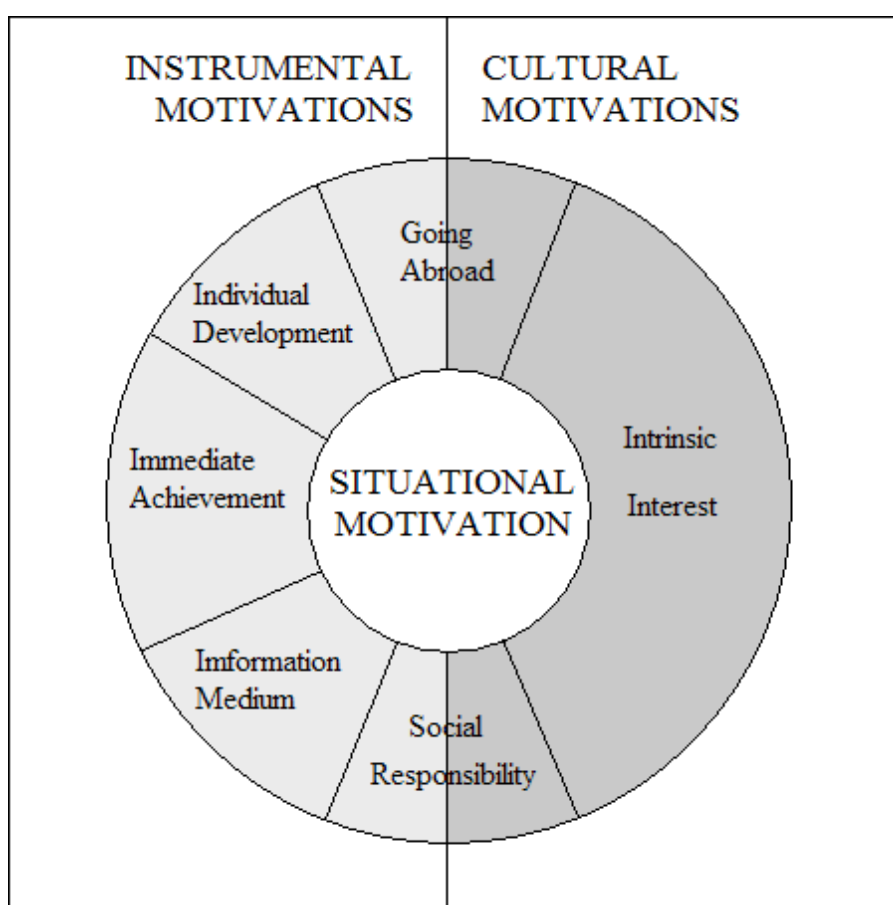 INSTRUMENTAL
MOTIVATIONS
CULTURAL
MOTIVATIONS
Going
Abroad
Individual
Development
Immediate
Achievement
Imformation
Medium
Social
Responsibility
Intrinsic
Interest
SITUATIONAL
MOTIVATION